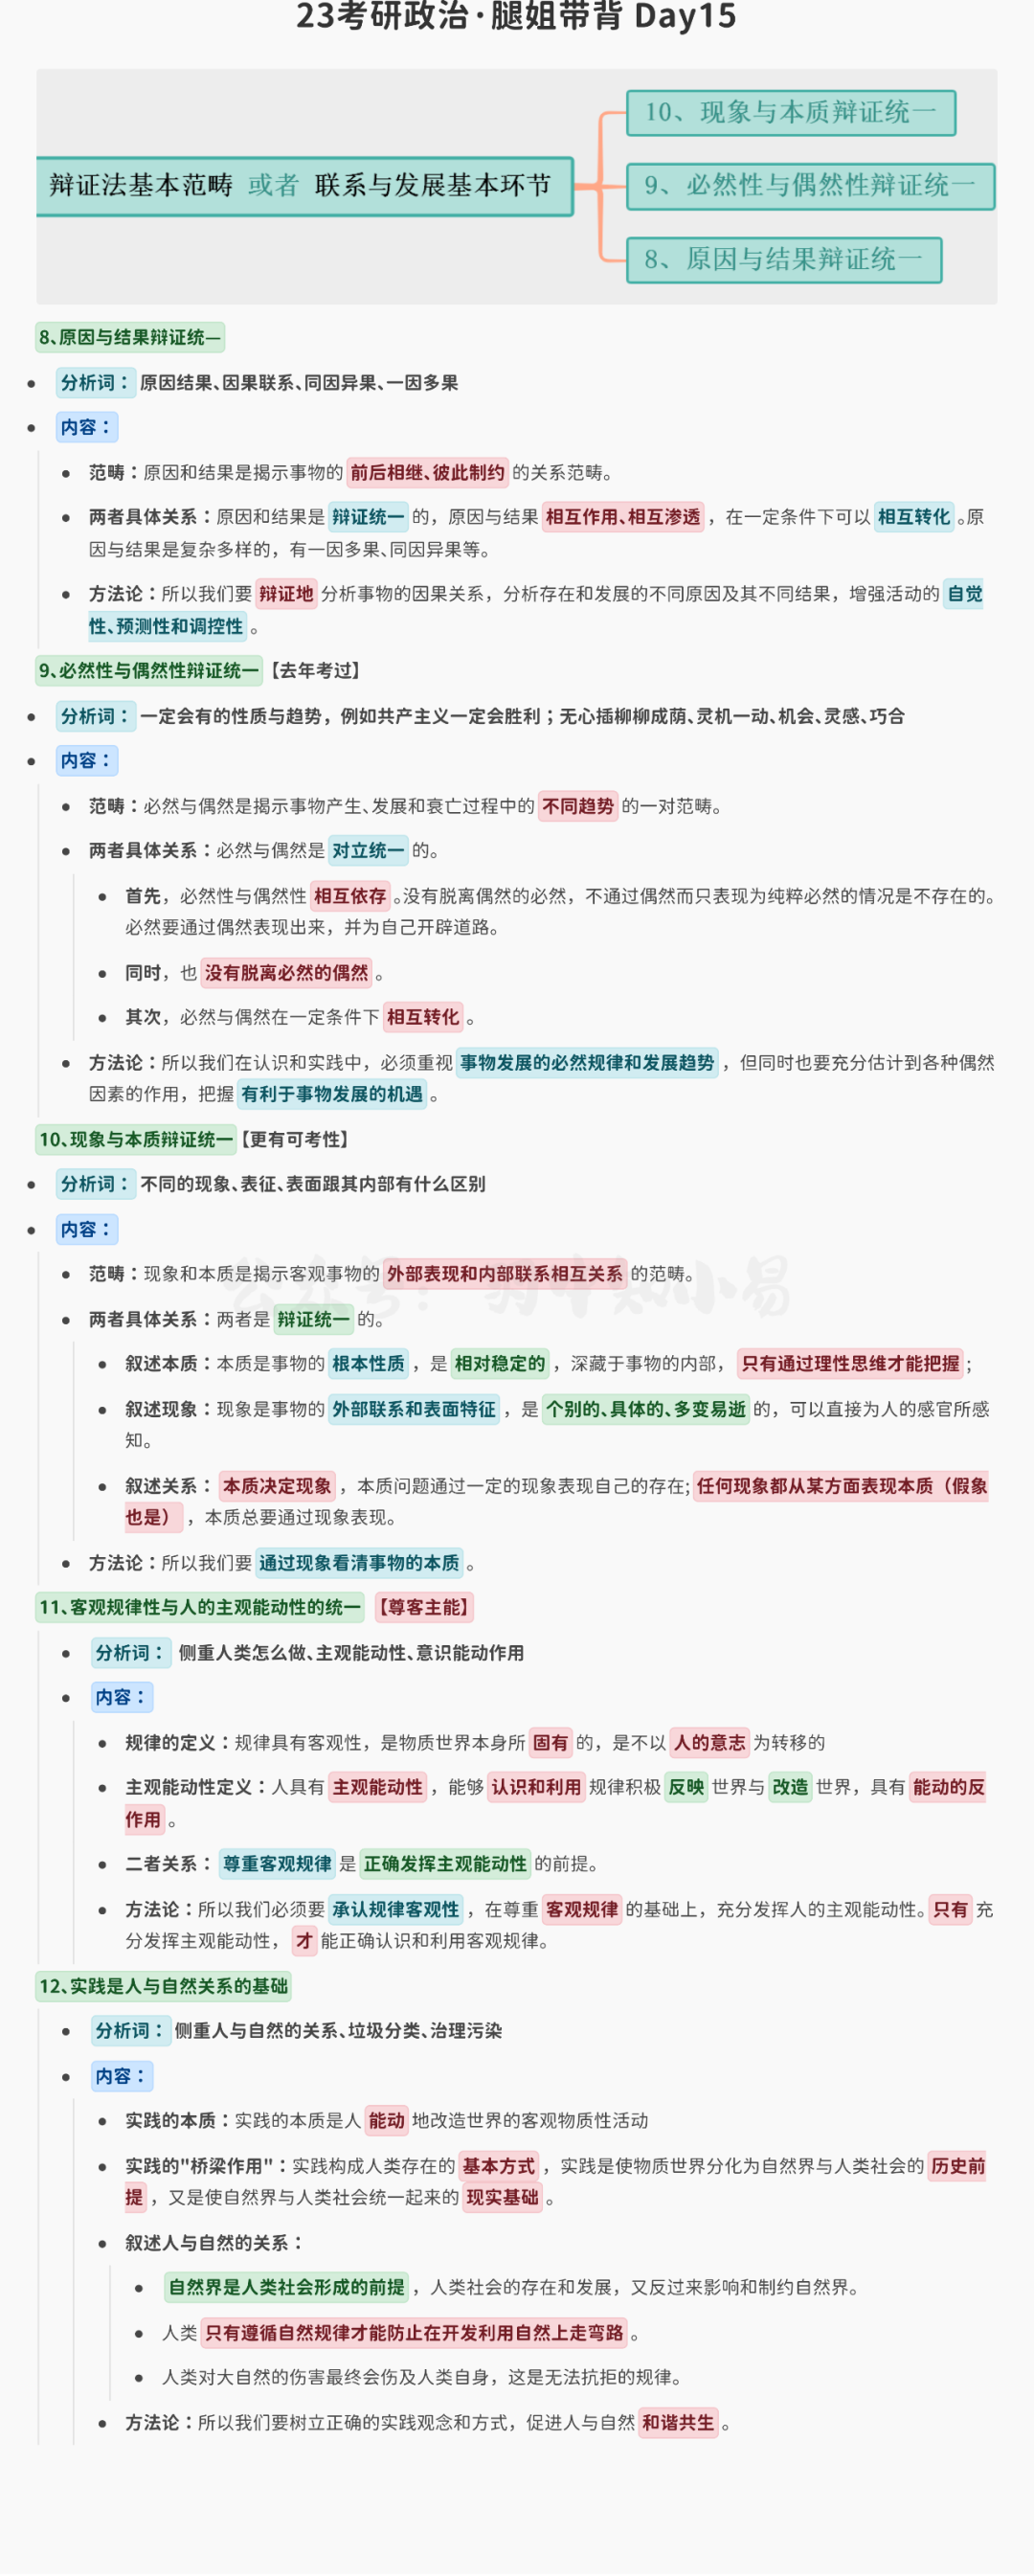 23考研政治·腿姐带背 Day15
10、现象与本质辩证统一
辩证法基本范畴 或者 联系与发展基本环节
9、必然性与偶然性辩证统一
8、原因与结果辩证统一
8、原因与结果辩证统—
分析词：原因结果、因果联系、同因异果、一因多果
内容：
范畴：原因和结果是揭示事物的 前后相继、彼此制约 的关系范畴。
两者具体关系：原因和结果是 辩证统一 的，原因与结果 相互作用、相互渗透 ，在一定条件下可以 相互转化 。原
因与结果是复杂多样的，有一因多果、同因异果等。
方法论：所以我们要 辩证地 分析事物的因果关系，分析存在和发展的不同原因及其不同结果，增强活动的 自觉
性、预测性和调控性 。
9、必然性与偶然性辩证统一【去年考过】
分析词：一定会有的性质与趋势，例如共产主义一定会胜利；无心插柳柳成荫、灵机一动、机会、灵感、巧合
内容：
范畴：必然与偶然是揭示事物产生、发展和衰亡过程中的 不同趋势 的一对范畴。
两者具体关系：必然与偶然是 对立统一 的。
首先，必然性与偶然性 相互依存 。没有脱离偶然的必然，不通过偶然而只表现为纯粹必然的情况是不存在的。
必然要通过偶然表现出来，并为自己开辟道路。
同时，也 没有脱离必然的偶然 。
其次，必然与偶然在一定条件下 相互转化 。
方法论：所以我们在认识和实践中，必须重视 事物发展的必然规律和发展趋势 ，但同时也要充分估计到各种偶然
因素的作用，把握 有利于事物发展的机遇 。
10、现象与本质辩证统一【更有可考性】
分析词：不同的现象、表征、表面跟其内部有什么区别
内容：
范畴：现象和本质是揭示客观事物的 外部表现和内部联系相互关系 的范畴。
两者具体关系：两者是 辩证统一 的。
叙述本质：本质是事物的 根本性质 ，是 相对稳定的 ，深藏于事物的内部， 只有通过理性思维才能把握 ；
叙述现象：现象是事物的 外部联系和表面特征 ，是 个别的、具体的、多变易逝 的，可以直接为人的感官所感
知。
叙述关系： 本质决定现象 ，本质问题通过一定的现象表现自己的存在; 任何现象都从某方面表现本质（假象
也是） ，本质总要通过现象表现。
方法论：所以我们要 通过现象看清事物的本质 。
11、客观规律性与人的主观能动性的统一 【尊客主能】
分析词： 侧重人类怎么做、主观能动性、意识能动作用
内容：
规律的定义：规律具有客观性，是物质世界本身所 固有 的，是不以 人的意志 为转移的
主观能动性定义：人具有 主观能动性 ，能够 认识和利用 规律积极 反映 世界与 改造 世界，具有 能动的反
作用 。
二者关系： 尊重客观规律 是 正确发挥主观能动性 的前提。
方法论：所以我们必须要 承认规律客观性 ，在尊重 客观规律 的基础上，充分发挥人的主观能动性。只有 充
分发挥主观能动性， 才 能正确认识和利用客观规律。
12、实践是人与自然关系的基础
分析词：侧重人与自然的关系、垃圾分类、治理污染
内容：
实践的本质：实践的本质是人 能动 地改造世界的客观物质性活动
实践的"桥梁作用"：实践构成人类存在的 基本方式 ，实践是使物质世界分化为自然界与人类社会的 历史前
提 ，又是使自然界与人类社会统一起来的 现实基础 。
叙述人与自然的关系：
自然界是人类社会形成的前提 ，人类社会的存在和发展，又反过来影响和制约自然界。
人类 只有遵循自然规律才能防止在开发利用自然上走弯路 。
人类对大自然的伤害最终会伤及人类自身，这是无法抗拒的规律。
方法论：所以我们要树立正确的实践观念和方式，促进人与自然 和谐共生 。